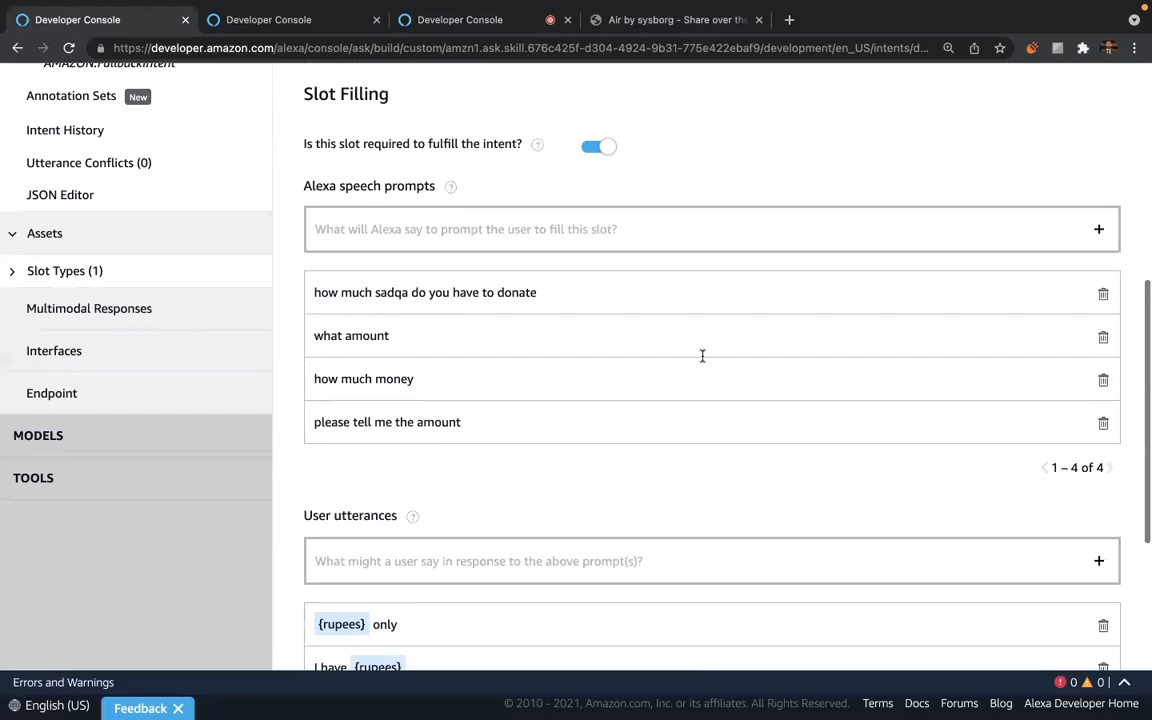 Developer Console
Developer Console
Developer Console
Air by sysborg - Share over the
https://developer.amazon.com/alexa/console/ask/build/custom/amzn1.ask.skill.676c425f-d304-4924-9b31-775e422ebaf9/development/en_US/intents/d...
AMAZON.FallbackIntent
Annotation Sets New
Intent History
Utterance Conflicts (0)
JSON Editor
Assets
Slot Types (1)
Multimodal Responses
Interfaces
Endpoint
MODELS
TOOLS
Slot Filling
Is this slot required to fulfill the intent? ?
Alexa speech prompts ?
What will Alexa say to prompt the user to fill this slot? +
how much sadqa do you have to donate
what amount
how much money
please tell me the amount
1 – 4 of 4
User utterances ?
What might a user say in response to the above prompt(s)? +
{rupees} only
I have {rupees}
Errors and Warnings
0 0 |
English (US)
Feedback
© 2010 - 2021, Amazon.com, Inc. or its affiliates. All Rights Reserved.
Terms Docs Forums Blog Alexa Developer Home